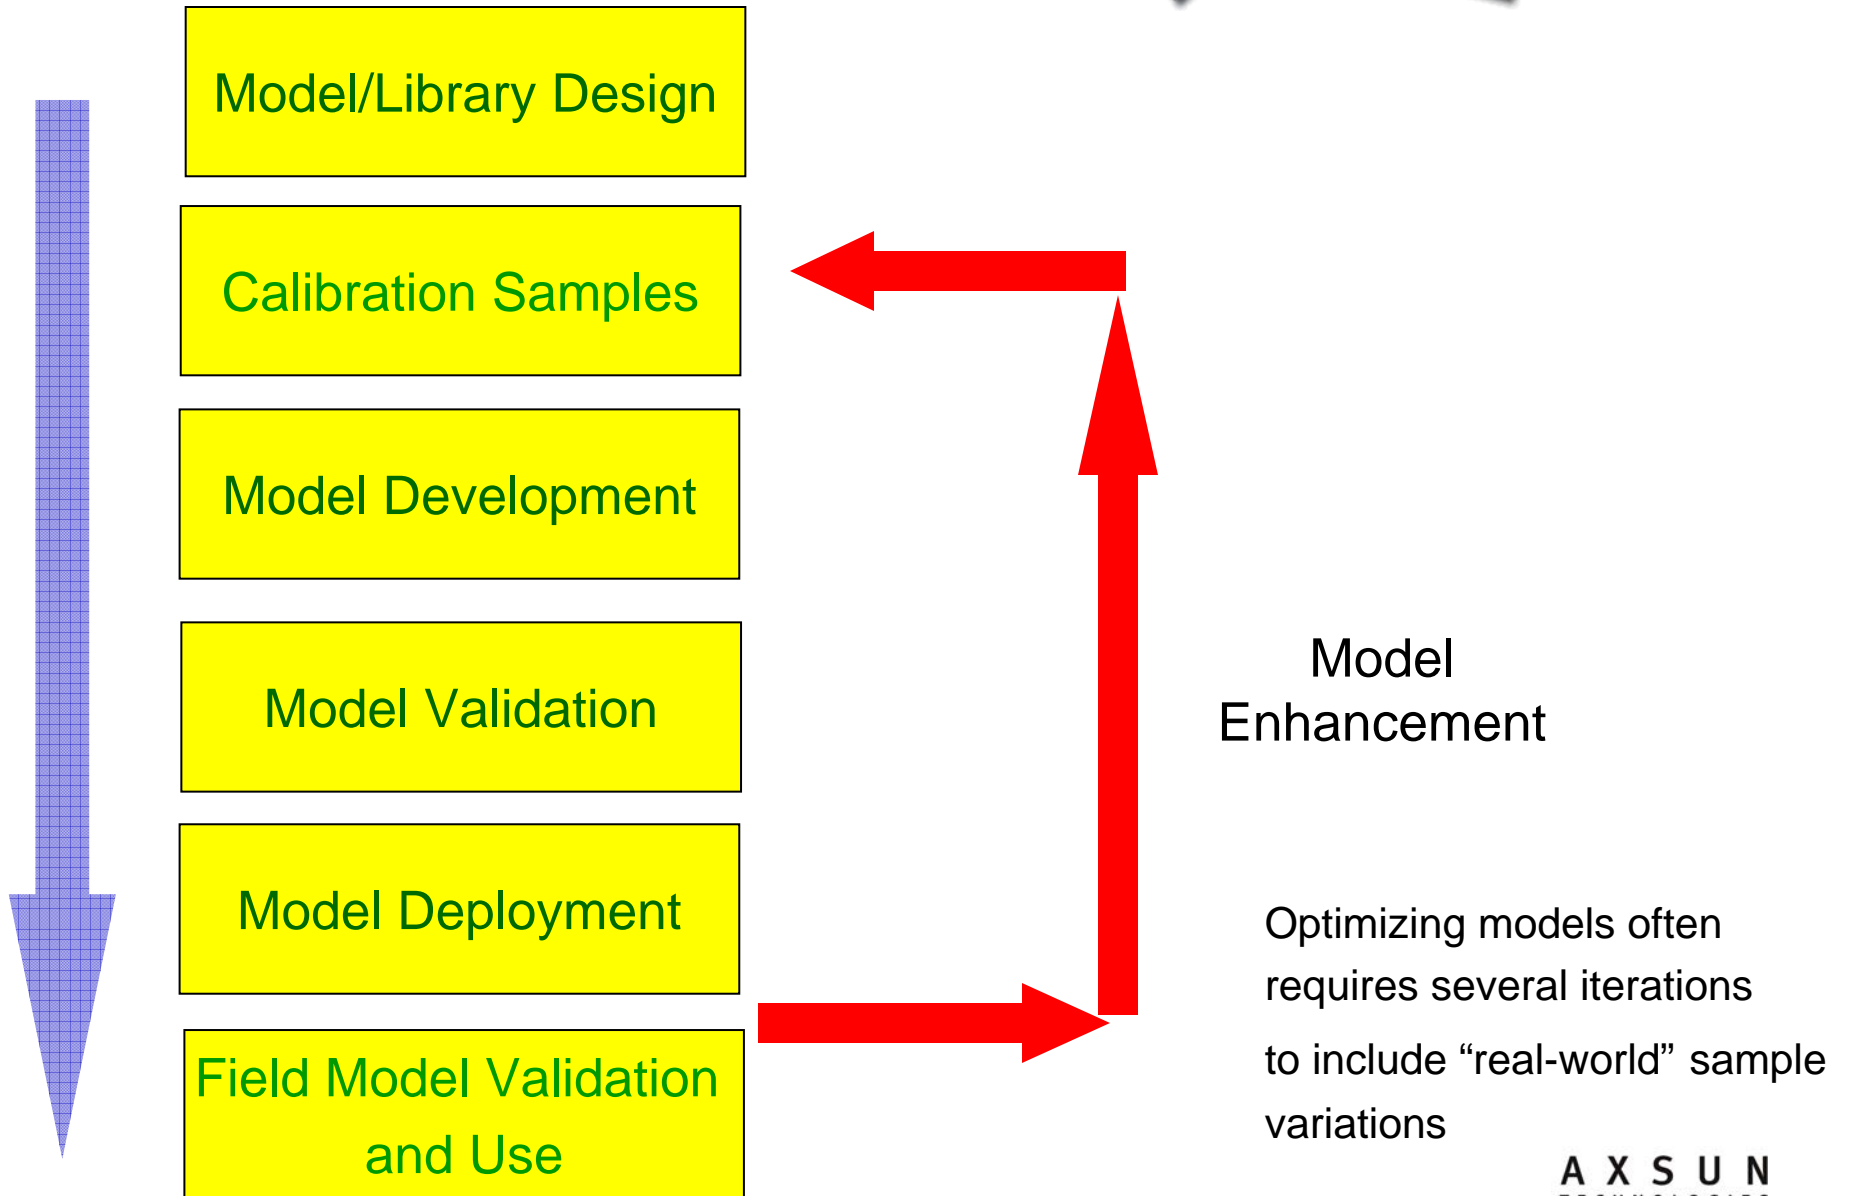 Model/Library Design
Calibration Samples
Model Development
Model Validation
Model Deployment
Field Model Validation
and Use
Model
Enhancement
Optimizing models often
requires several iterations
to include “real-world” sample
variations
AXSUN